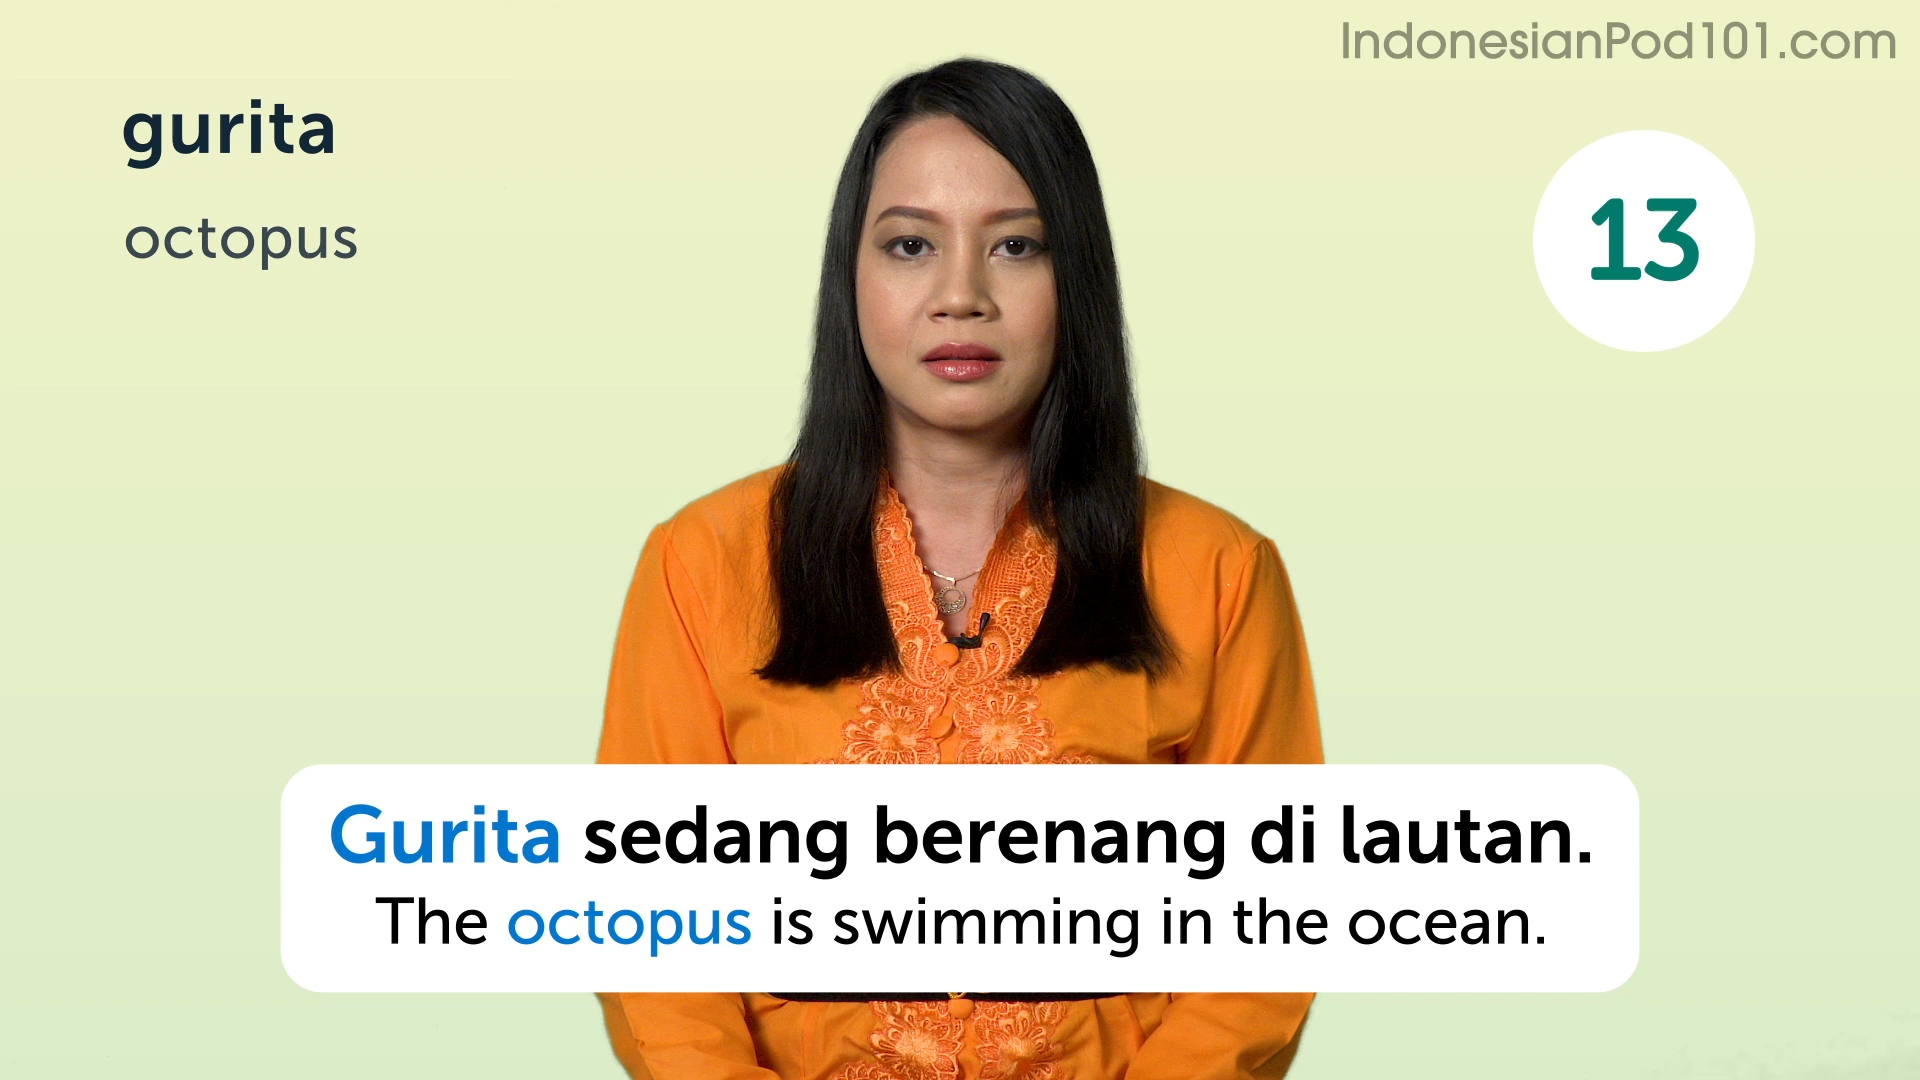 IndonesianPod101.com
gurita
octopus
13
Gurita sedang berenang di lautan.
The octopus is swimming in the ocean.